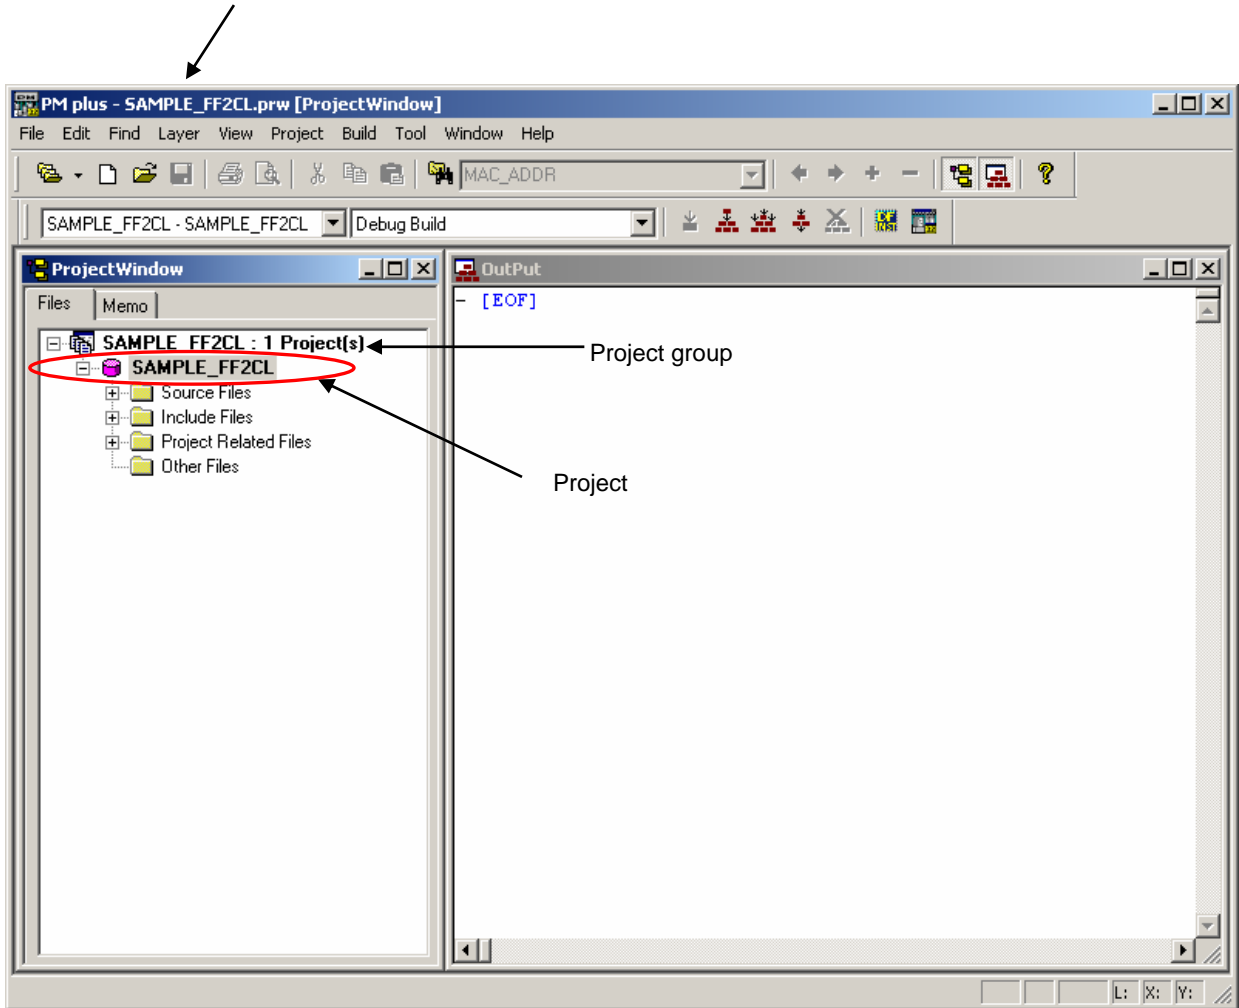 PM plus - SAMPLE_FF2CL.prw [ProjectWindow]
File Edit Find Layer View Project Build Tool Window Help
MAC_ADDR
SAMPLE_FF2CL - SAMPLE_FF2CL
Debug Build
ProjectWindow
Files
Memo
SAMPLE_FF2CL : 1 Project(s)
SAMPLE_FF2CL
Source Files
Include Files
Project Related Files
Other Files
OutPut
[EOF]
Project group
Project
L: X: Y: